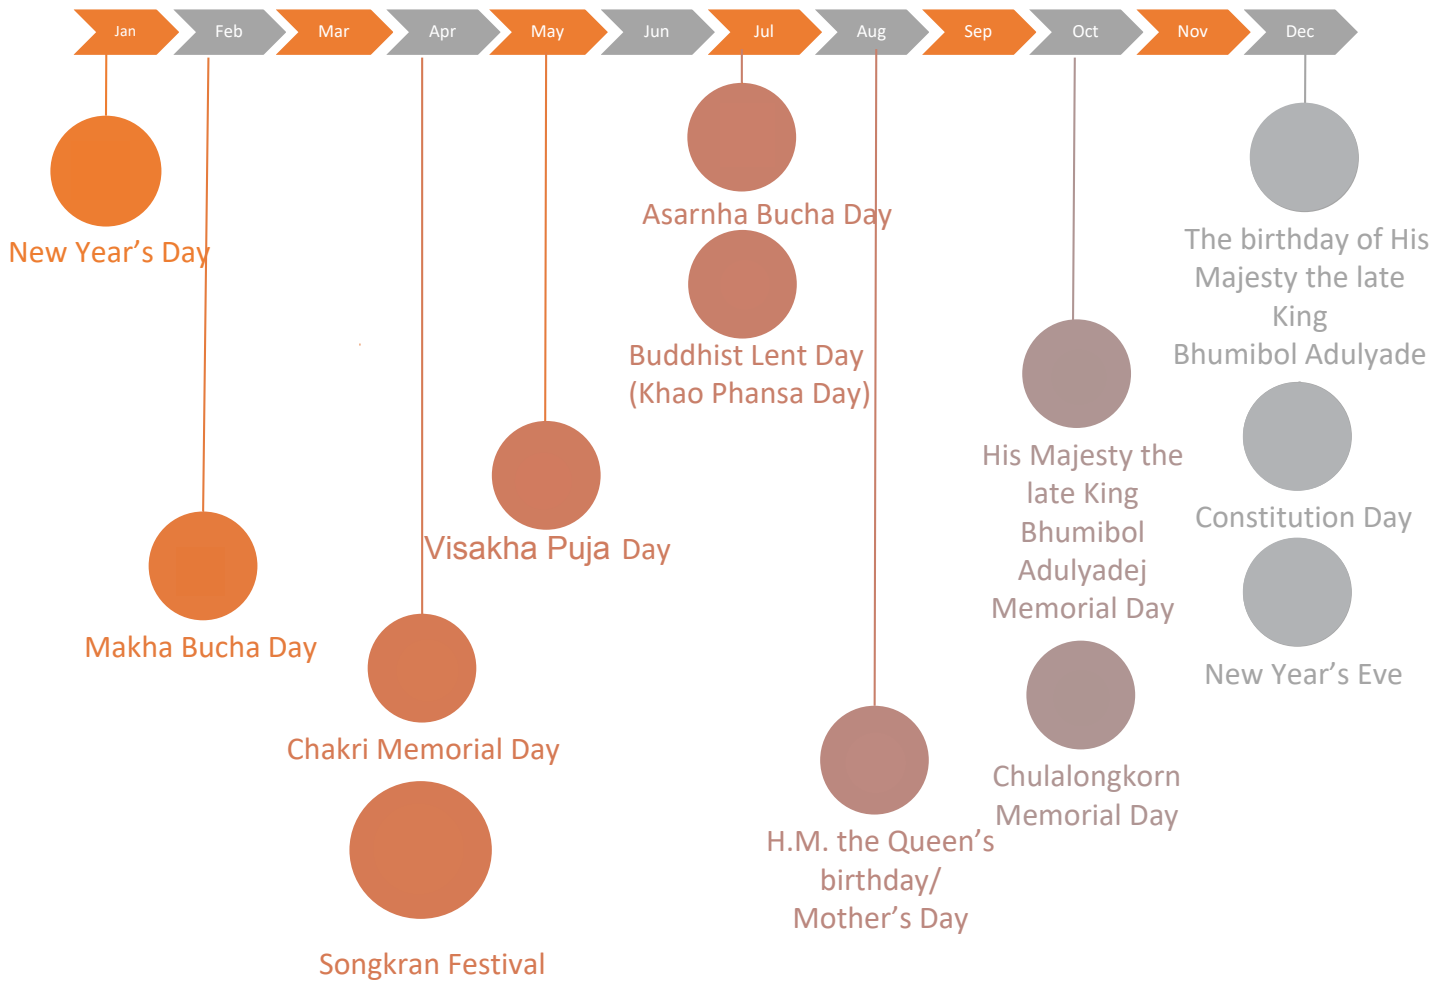 Jan
Feb
Mar
Apr
May
Jun
Jul
Aug
Sep
Oct
Nov
Dec
New Year’s Day
Makha Bucha Day
Chakri Memorial Day
Songkran Festival
Visakha Puja Day
Asarnha Bucha Day
Buddhist Lent Day
(Khao Phansa Day)
H.M. the Queen’s
birthday/
Mother’s Day
His Majesty the
late King
Bhumibol
Adulyadej
Memorial Day
Chulalongkorn
Memorial Day
The birthday of His
Majesty the late
King
Bhumibol Adulyade
Constitution Day
New Year’s Eve